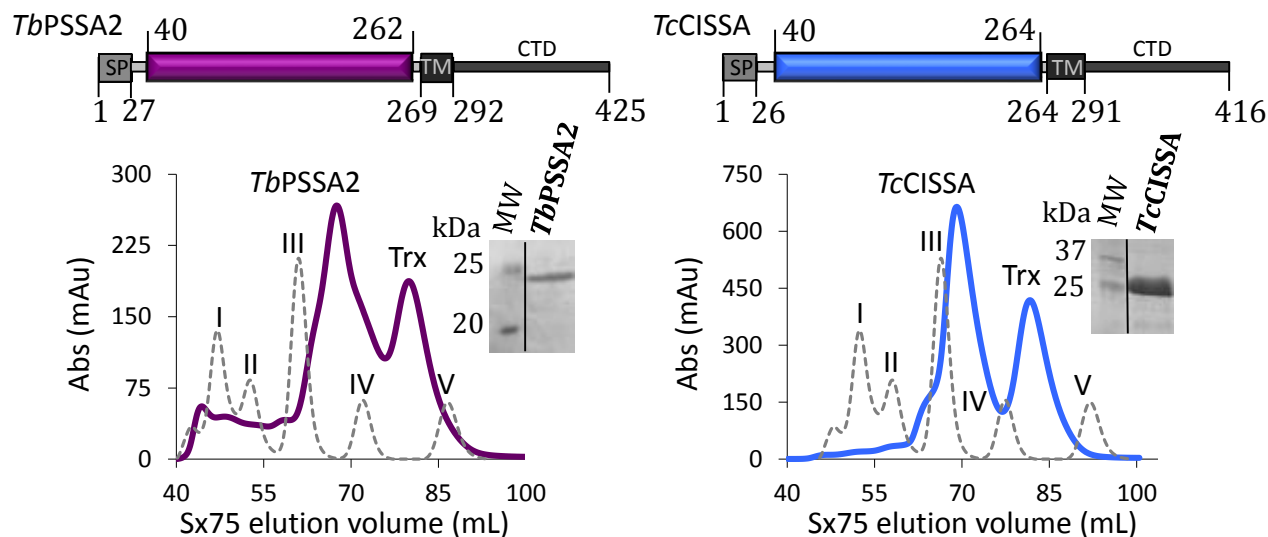 TbPSSA2
40 262
SP TM CTD
1 27 269 292 425
TbPSSA2
300
225
150
75
0
Abs (mAu)
I
II
III
IV
V
Trx
40 55 70 85 100
Sx75 elution volume (mL)
kDa MW TbPSSA2
25
20
TcCISSA
40 264
SP TM CTD
1 26 264 291 416
TcCISSA
750
600
450
300
150
0
Abs (mAu)
I
II
III
IV
V
Trx
40 55 70 85 100
Sx75 elution volume (mL)
kDa MW TcCISSA
37
25